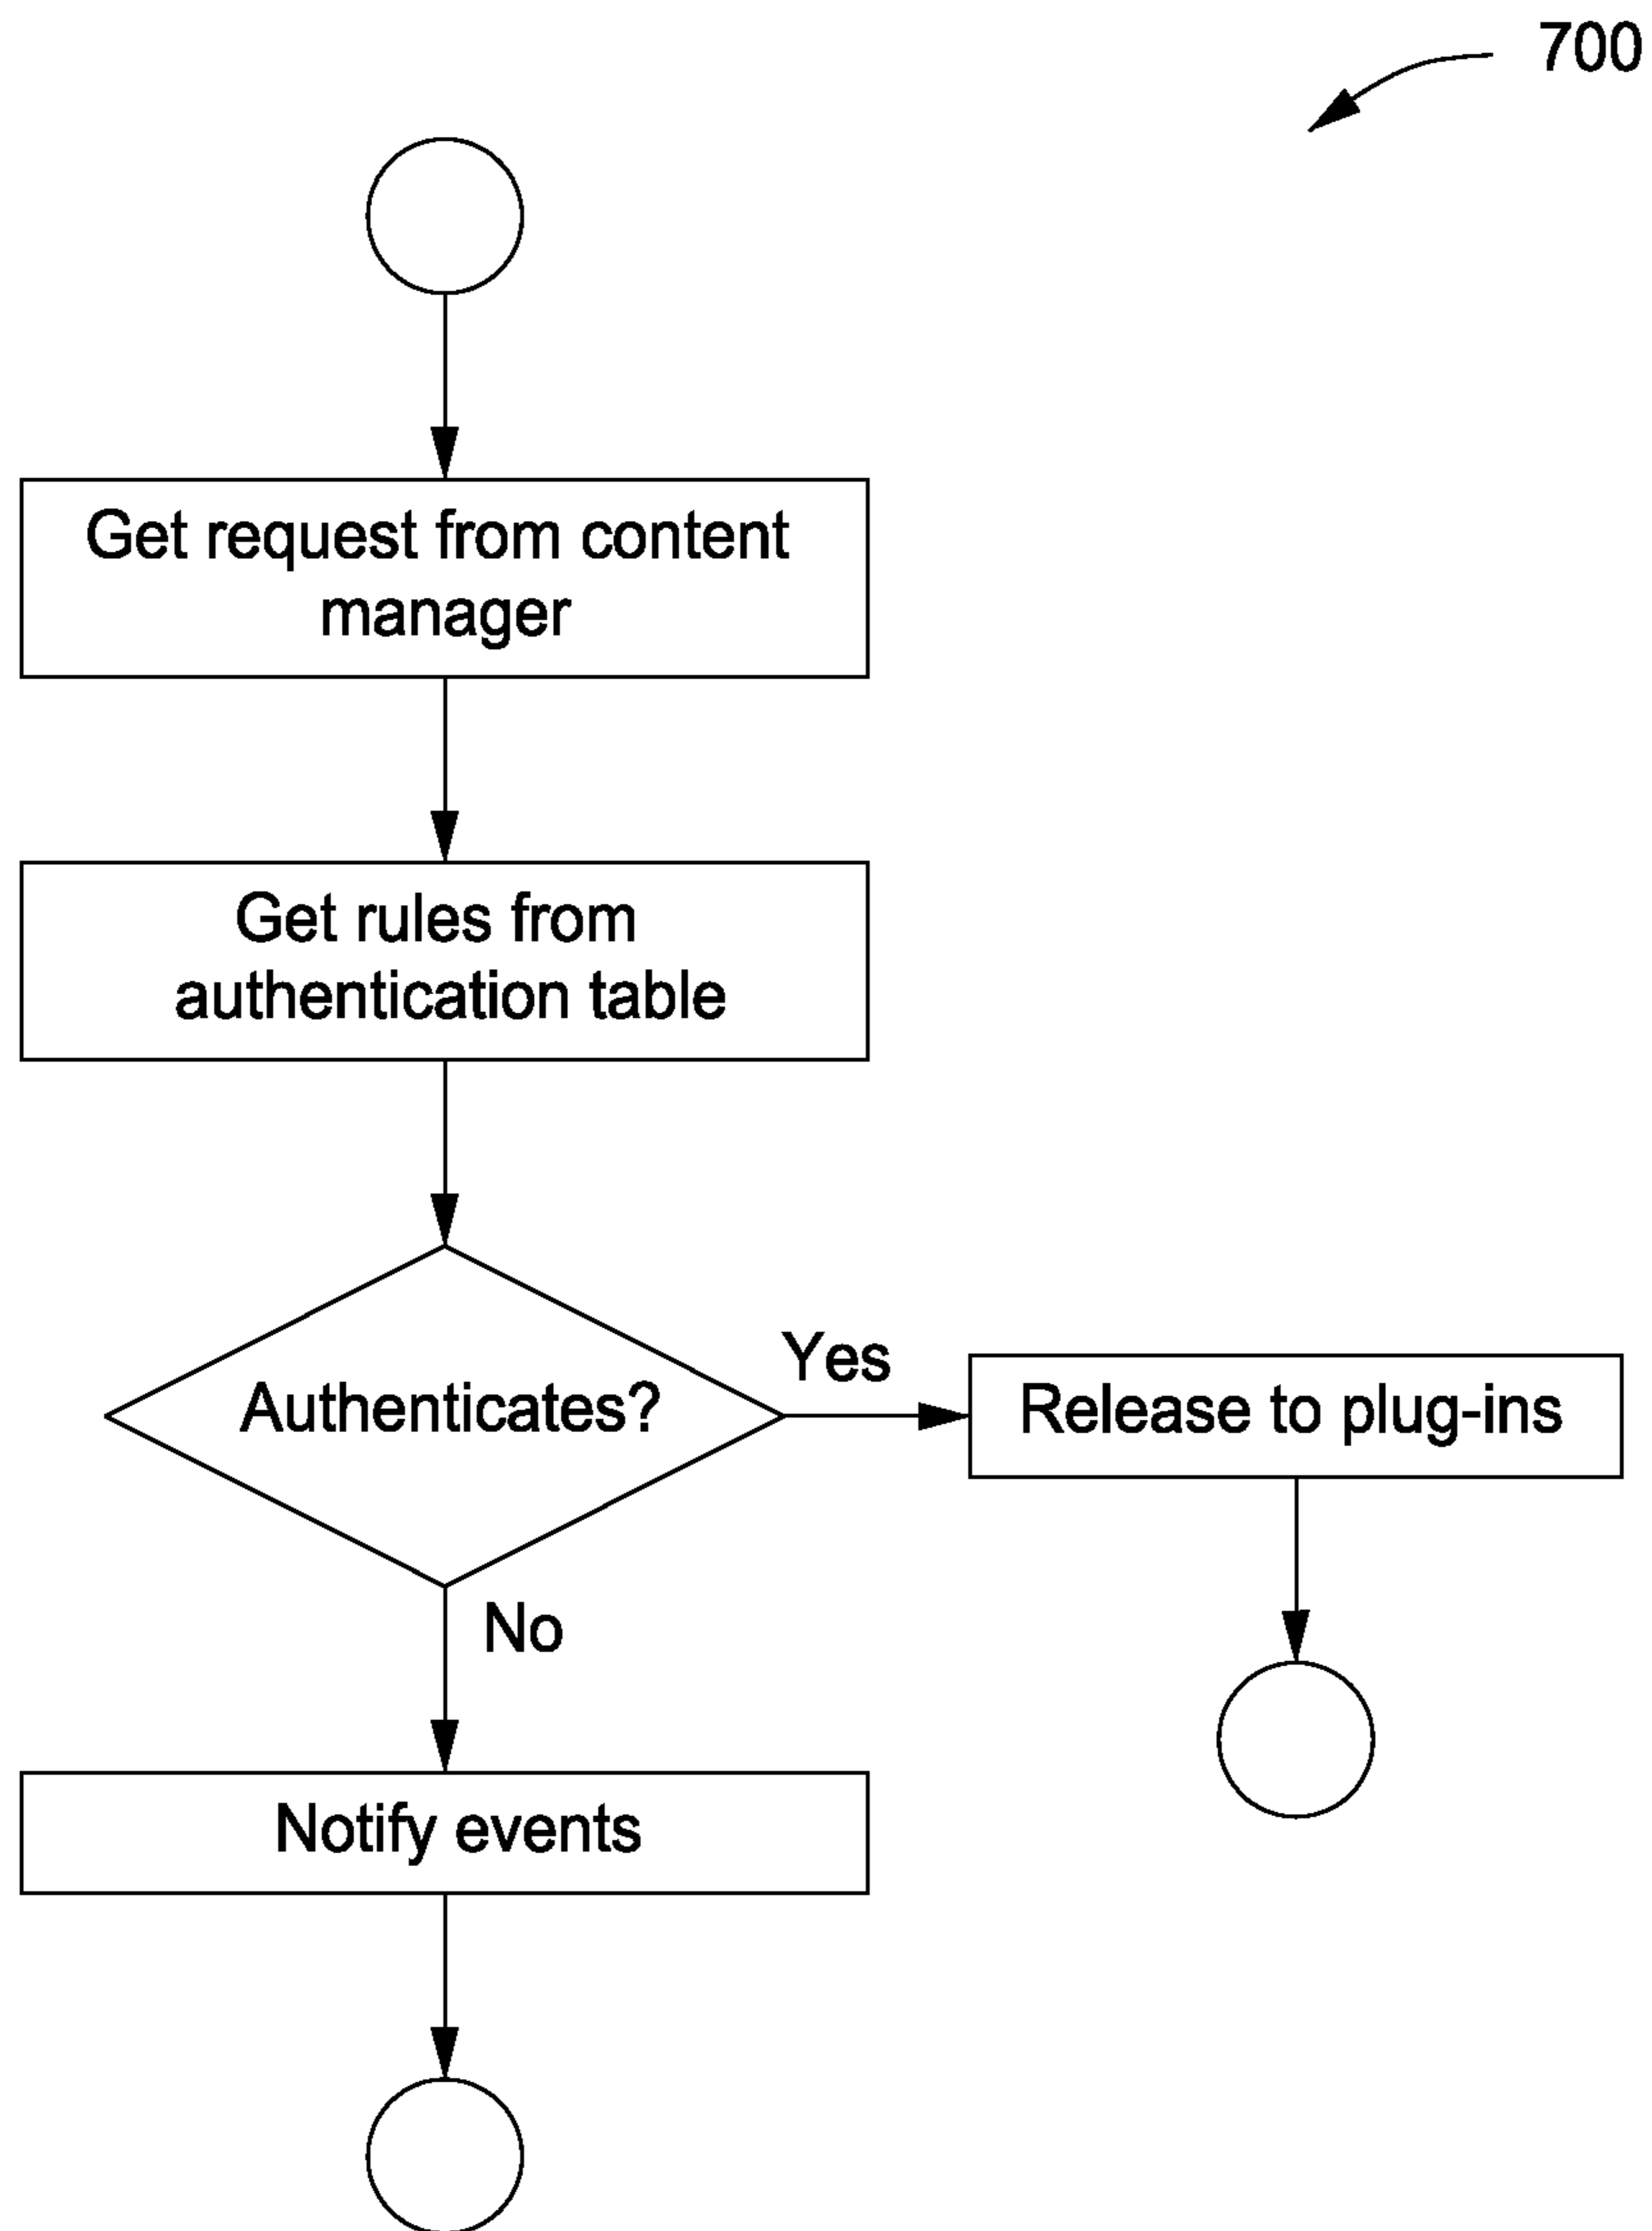 700
Get request from content
manager
Get rules from
authentication table
Authenticates?
Yes
Release to plug-ins
No
Notify events